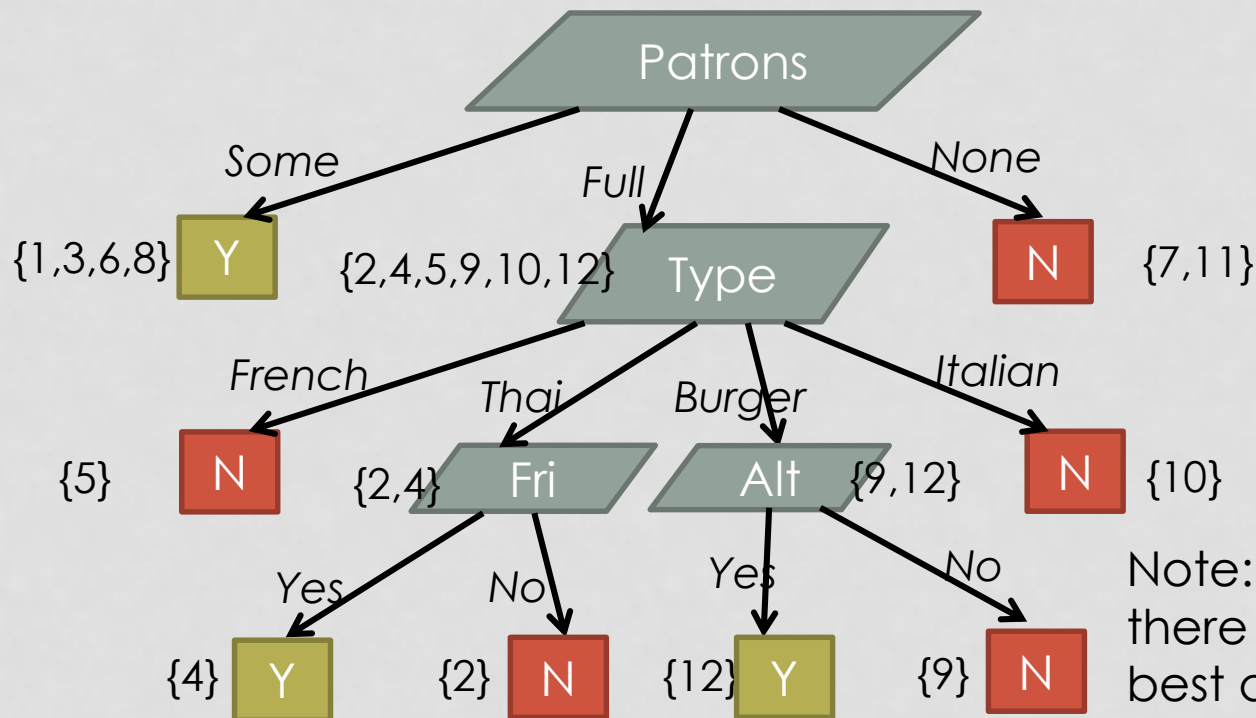 Patrons
Some
Full
None
{1,3,6,8}
Y
{2,4,5,9,10,12}
Type
N
{7,11}
French
Thai
Burger
Italian
{5}
N
{2,4}
Fri
Alt
{9,12}
N
{10}
Yes
No
Yes
No
Note:
there
best
{4}
Y
{2}
N
{12}
Y
{9}
N